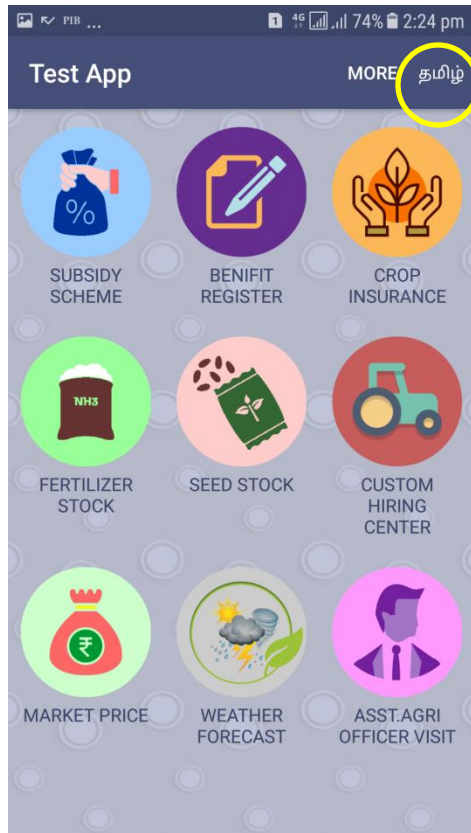 PIB ... 1 4G 74% 2:24 pm
Test App MORE தமிழ்
%
SUBSIDY
SCHEME
BENIFIT
REGISTER
CROP
INSURANCE
NH3
FERTILIZER
STOCK
SEED STOCK
CUSTOM
HIRING
CENTER
₹
MARKET PRICE
WEATHER
FORECAST
ASST.AGRI
OFFICER VISIT